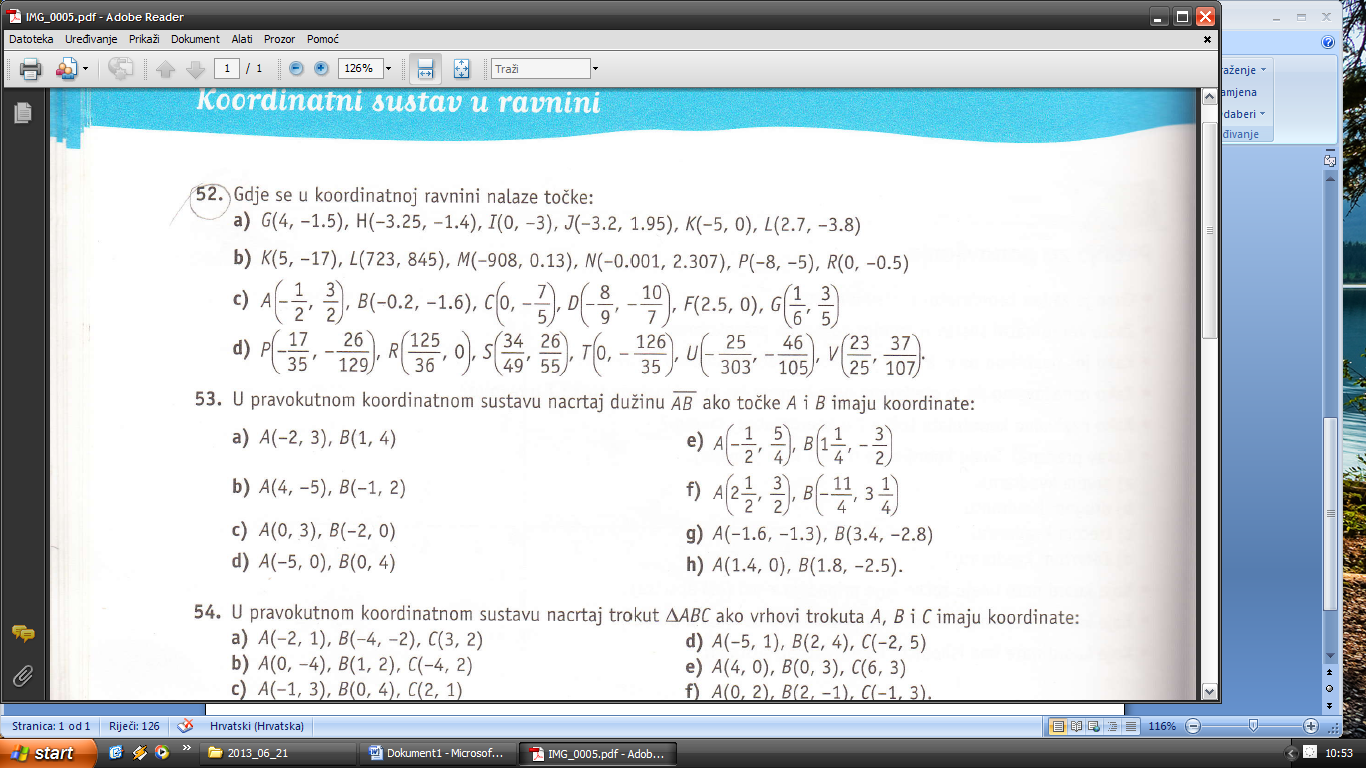 IMG_0005.pdf - Adobe Reader
Datoteka Uređivanje Prikaži Dokument Alati Prozor Pomoć
1 / 1 126% Traži
Koordinatni sustav u ravnini
52. Gdje se u koordinatnoj ravnini nalaze točke:
a) G(4, −1.5), H(−3.25, −1.4), I(0, −3), J(−3.2, 1.95), K(−5, 0), L(2.7, −3.8)
b) K(5, −17), L(723, 845), M(−908, 0.13), N(−0.001, 2.307), P(−8, −5), R(0, −0.5)
c) A(−1/2, 3/2), B(−0.2, −1.6), C(0, −7/5), D(−8/9, −10/7), F(2.5, 0), G(1/6, 3/5)
d) P(−17/35, −26/129), R(125/36, 0), S(34/49, 26/55), T(0, −126/35), U(−25/303, −46/105), V(23/25, 37/107).
53. U pravokutnom koordinatnom sustavu nacrtaj dužinu AB ako točke A i B imaju koordinate:
a) A(−2, 3), B(1, 4)
b) A(4, −5), B(−1, 2)
c) A(0, 3), B(−2, 0)
d) A(−5, 0), B(0, 4)
e) A(−1/2, 5/4), B(1 1/4, −3/2)
f) A(2 1/2, 3/2), B(−11/4, 3 1/4)
g) A(−1.6, −1.3), B(3.4, −2.8)
h) A(1.4, 0), B(1.8, −2.5).
54. U pravokutnom koordinatnom sustavu nacrtaj trokut ΔABC ako vrhovi trokuta A, B i C imaju koordinate:
a) A(−2, 1), B(−4, −2), C(3, 2)
b) A(0, −4), B(1, 2), C(−4, 2)
c) A(−1, 3), B(0, 4), C(2, 1)
d) A(−5, 1), B(2, 4), C(−2, 5)
e) A(4, 0), B(0, 3), C(6, 3)
f) A(0, 2), B(2, −1), C(−1, 3).
raženje
amjena
daberi
đivanje
Stranica: 1 od 1 Riječi: 126 Hrvatski (Hrvatska) 116%
start 2013_06_21 Dokument1 - Microsof... IMG_0005.pdf - Adob... 10:53